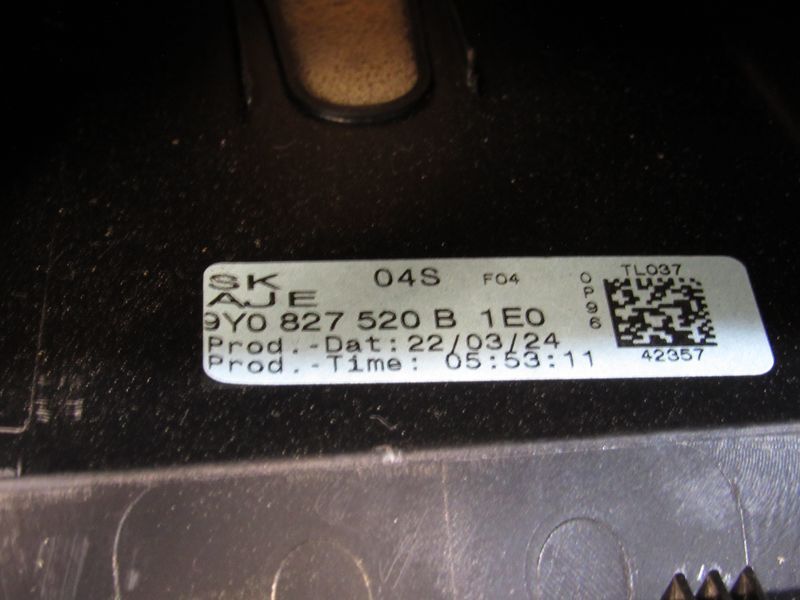 SK 04S F04
AJE
9Y0 827 520 B 1E0
Prod.-Dat: 22/03/24
Prod.-Time: 05:53:11
OP96
TL037
42357